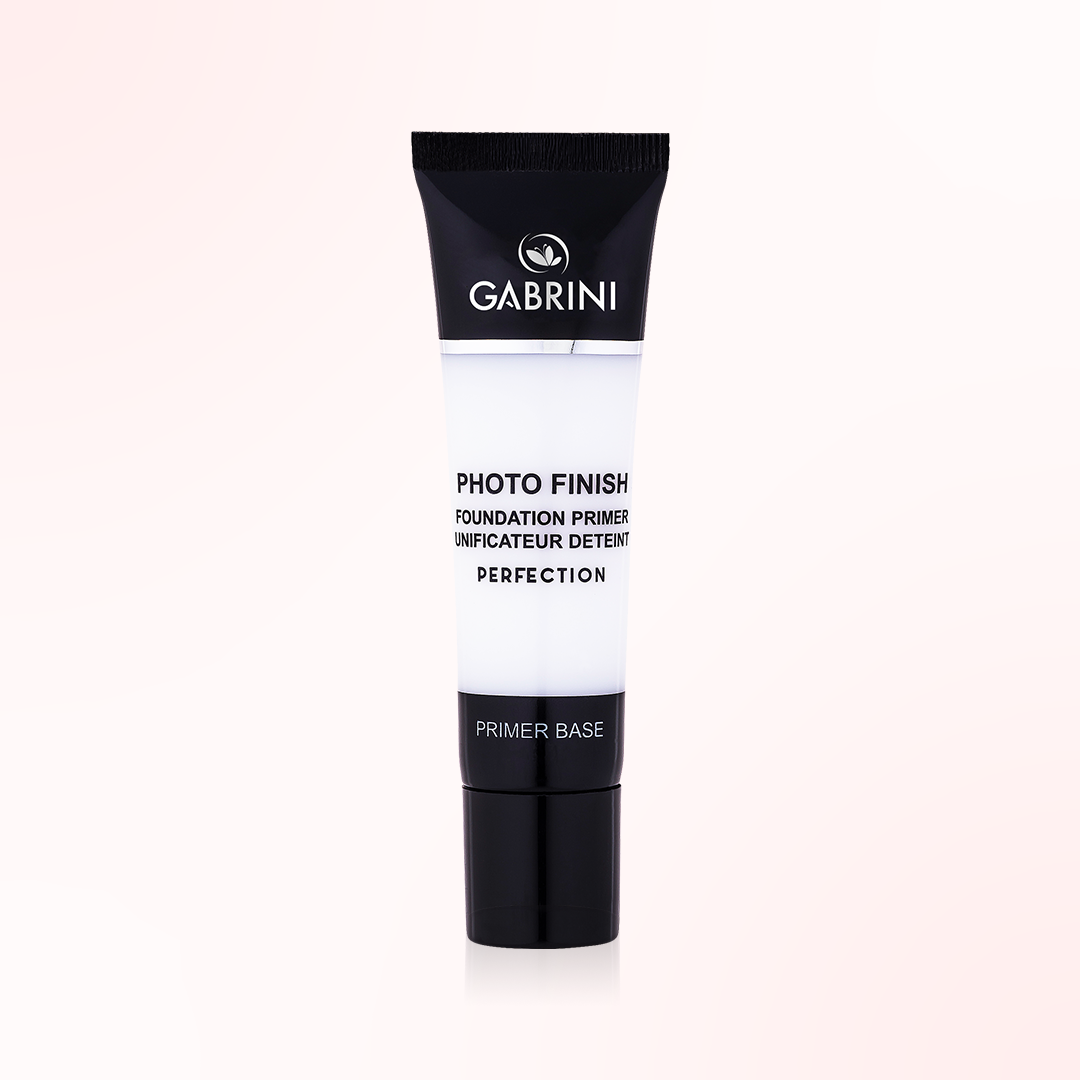 GABRINI
PHOTO FINISH
FOUNDATION PRIMER
UNIFICATEUR DETEINT
PERFECTION
PRIMER BASE